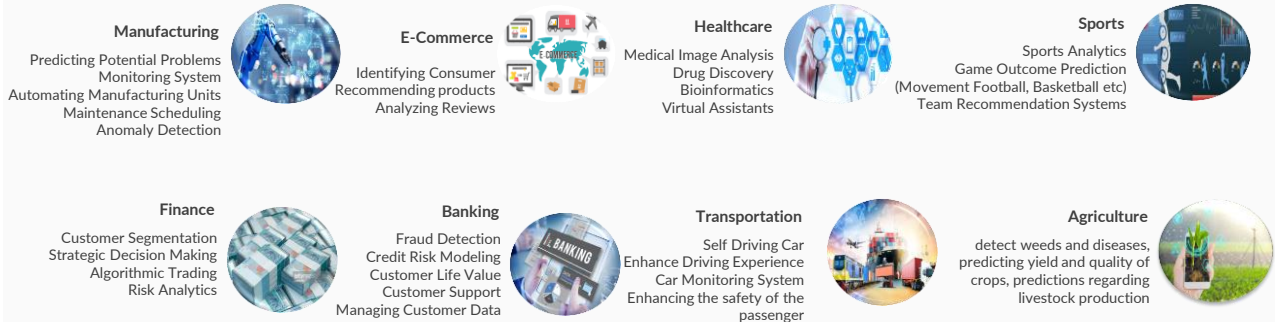 Manufacturing
Predicting Potential Problems
Monitoring System
Automating Manufacturing Units
Maintenance Scheduling
Anomaly Detection
E-Commerce
Identifying Consumer
Recommending products
Analyzing Reviews
E COMMERCE
Healthcare
Medical Image Analysis
Drug Discovery
Bioinformatics
Virtual Assistants
Sports
Sports Analytics
Game Outcome Prediction
(Movement Football, Basketball etc)
Team Recommendation Systems
Finance
Customer Segmentation
Strategic Decision Making
Algorithmic Trading
Risk Analytics
Banking
Fraud Detection
Credit Risk Modeling
Customer Life Value
Customer Support
Managing Customer Data
BANKING
Transportation
Self Driving Car
Enhance Driving Experience
Car Monitoring System
Enhancing the safety of the
passenger
Agriculture
detect weeds and diseases,
predicting yield and quality of
crops, predictions regarding
livestock production